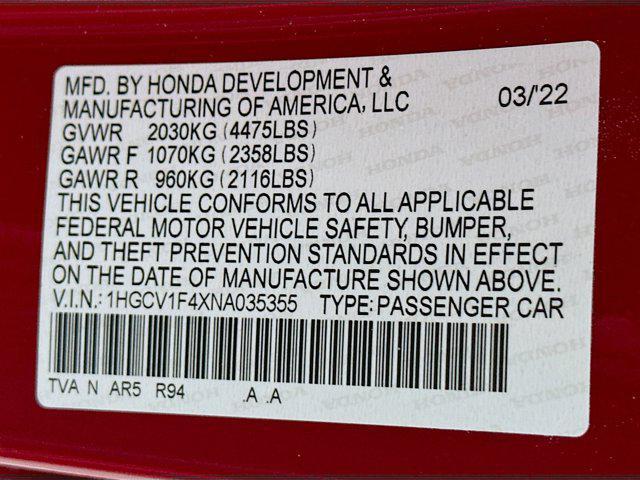 MFD. BY HONDA DEVELOPMENT &
MANUFACTURING OF AMERICA, LLC 03/'22
GVWR 2030KG (4475LBS)
GAWR F 1070KG (2358LBS)
GAWR R 960KG (2116LBS)
THIS VEHICLE CONFORMS TO ALL APPLICABLE
FEDERAL MOTOR VEHICLE SAFETY, BUMPER,
AND THEFT PREVENTION STANDARDS IN EFFECT
ON THE DATE OF MANUFACTURE SHOWN ABOVE.
V.I.N.: 1HGCV1F4XNA035355 TYPE: PASSENGER CAR
TVA N AR5 R94 .A .A